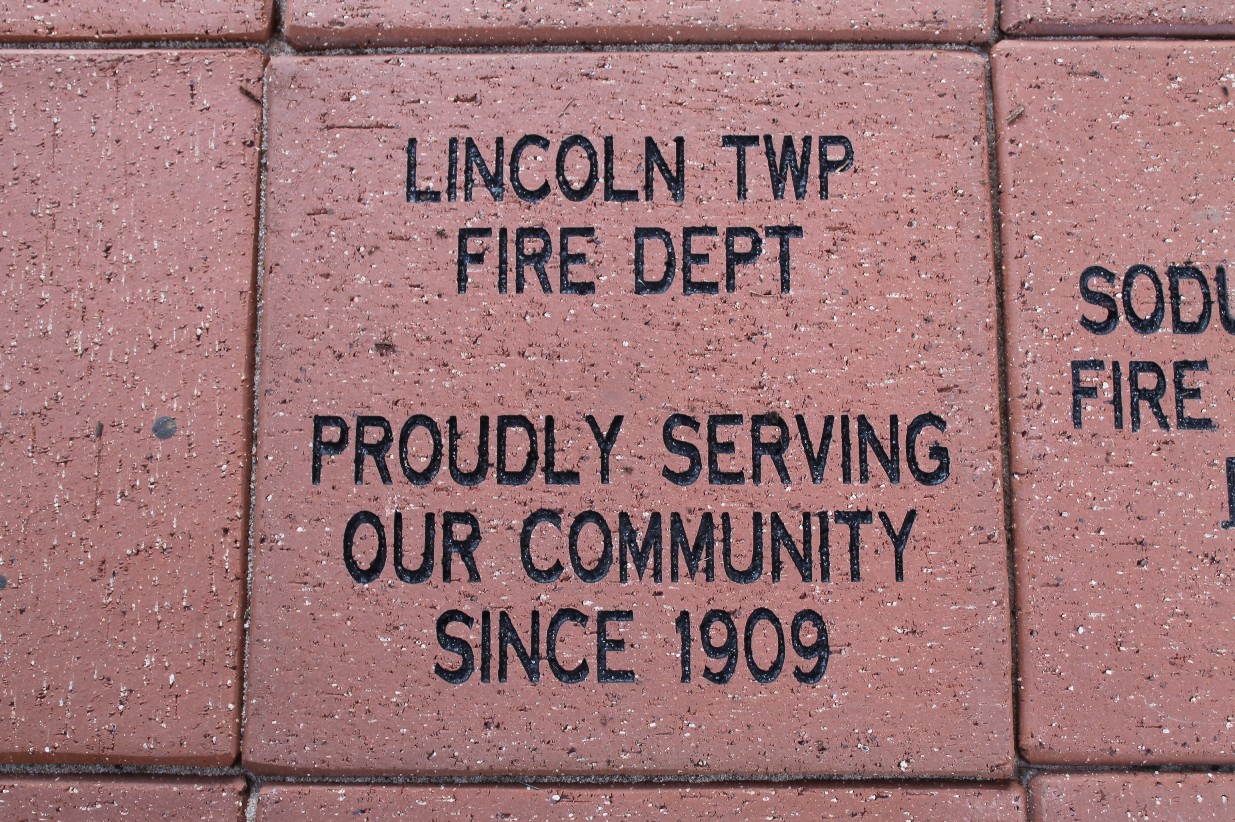 LINCOLN TWP
FIRE DEPT
PROUDLY SERVING
OUR COMMUNITY
SINCE 1909
FIRE